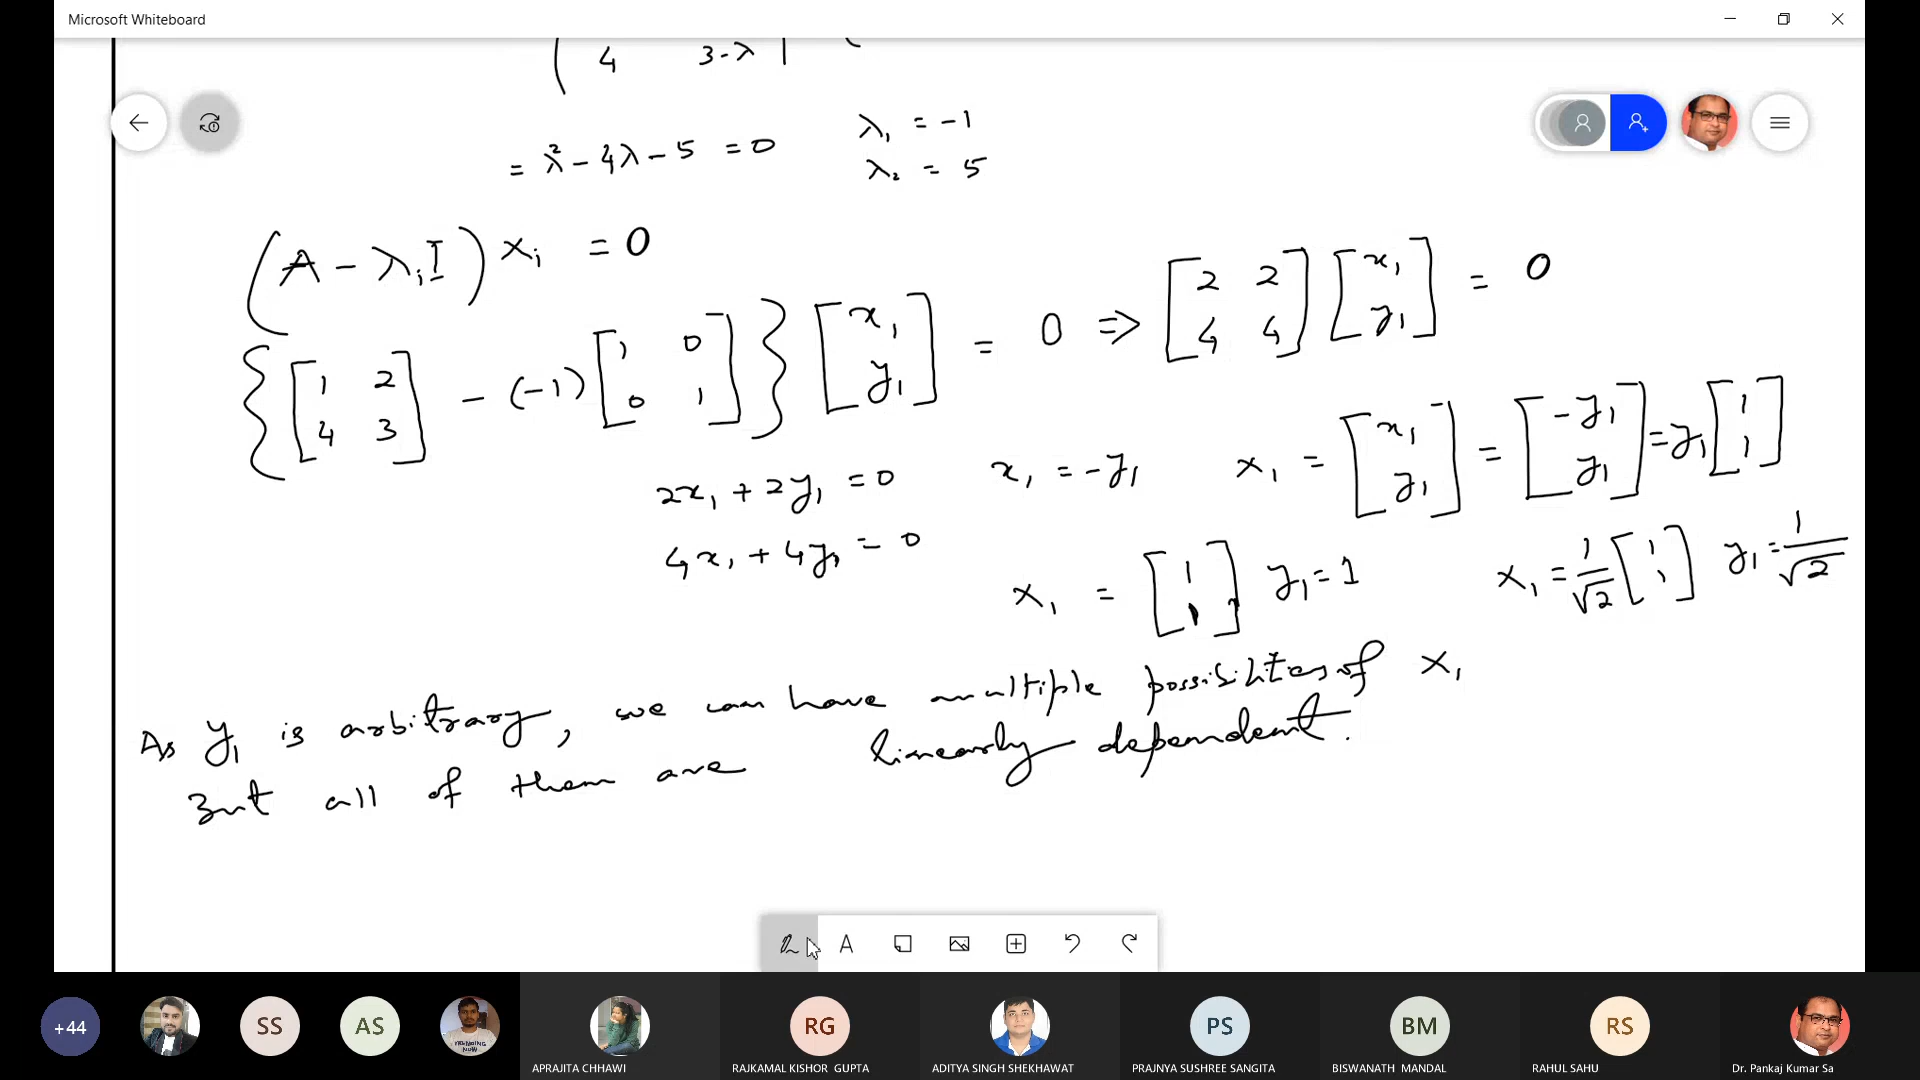 Microsoft Whiteboard
4 3-λ
= λ² - 4λ - 5 = 0
λ₁ = -1
λ₂ = 5
(A - λᵢI) xᵢ = 0
{[1 2; 4 3] - (-1)[1 0; 0 1]} [x₁; y₁] = 0 ⇒ [2 2; 4 4] [x₁; y₁] = 0
2x₁ + 2y₁ = 0 x₁ = -y₁ X₁ = [x₁; y₁] = [-y₁; y₁] = y₁[1; 1]
4x₁ + 4y₁ = 0
X₁ = [1; 1] y₁ = 1 X₁ = 1/√2 [1; 1] y₁ = 1/√2
As y₁ is arbitrary, we can have multiple possibilities of X₁
But all of them are linearly dependent.
A
+44
SS
AS
TRENDING NOW
APRAJITA CHHAWI
RG
RAJKAMAL KISHOR GUPTA
ADITYA SINGH SHEKHAWAT
PS
PRAJNYA SUSHREE SANGITA
BM
BISWANATH MANDAL
RS
RAHUL SAHU
Dr. Pankaj Kumar Sa